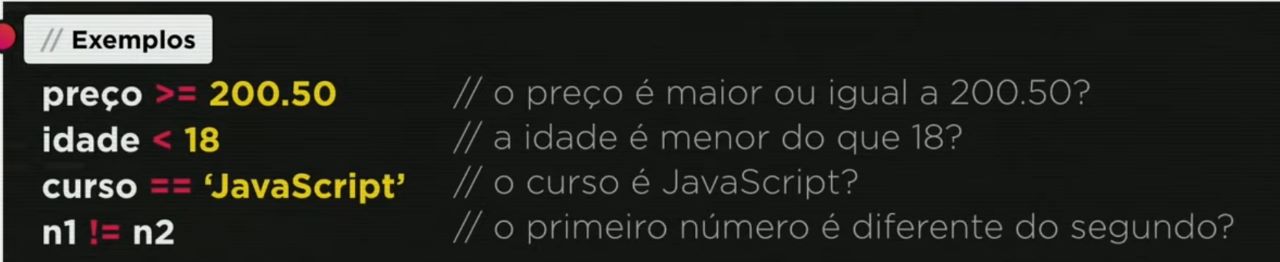 // Exemplos
preço >= 200.50 // o preço é maior ou igual a 200.50?
idade < 18 // a idade é menor do que 18?
curso == ‘JavaScript’ // o curso é JavaScript?
n1 != n2 // o primeiro número é diferente do segundo?